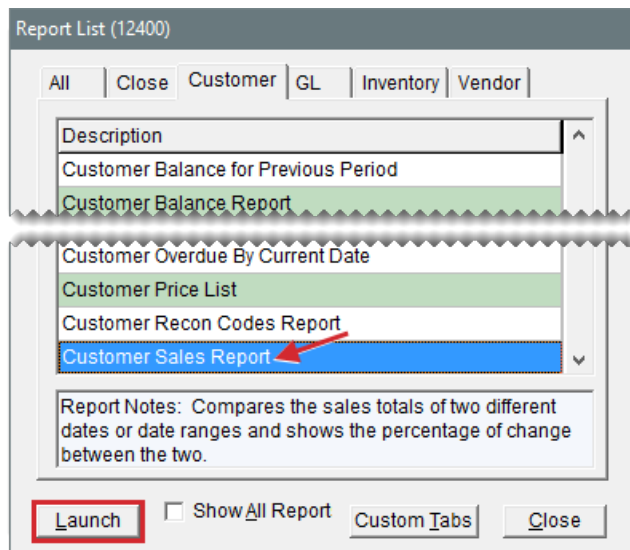 Report List (12400)
All Close Customer GL Inventory Vendor
Description
Customer Balance for Previous Period
Customer Balance Report
Customer Overdue By Current Date
Customer Price List
Customer Recon Codes Report
Customer Sales Report
Report Notes: Compares the sales totals of two different
dates or date ranges and shows the percentage of change
between the two.
Launch Show All Report Custom Tabs Close